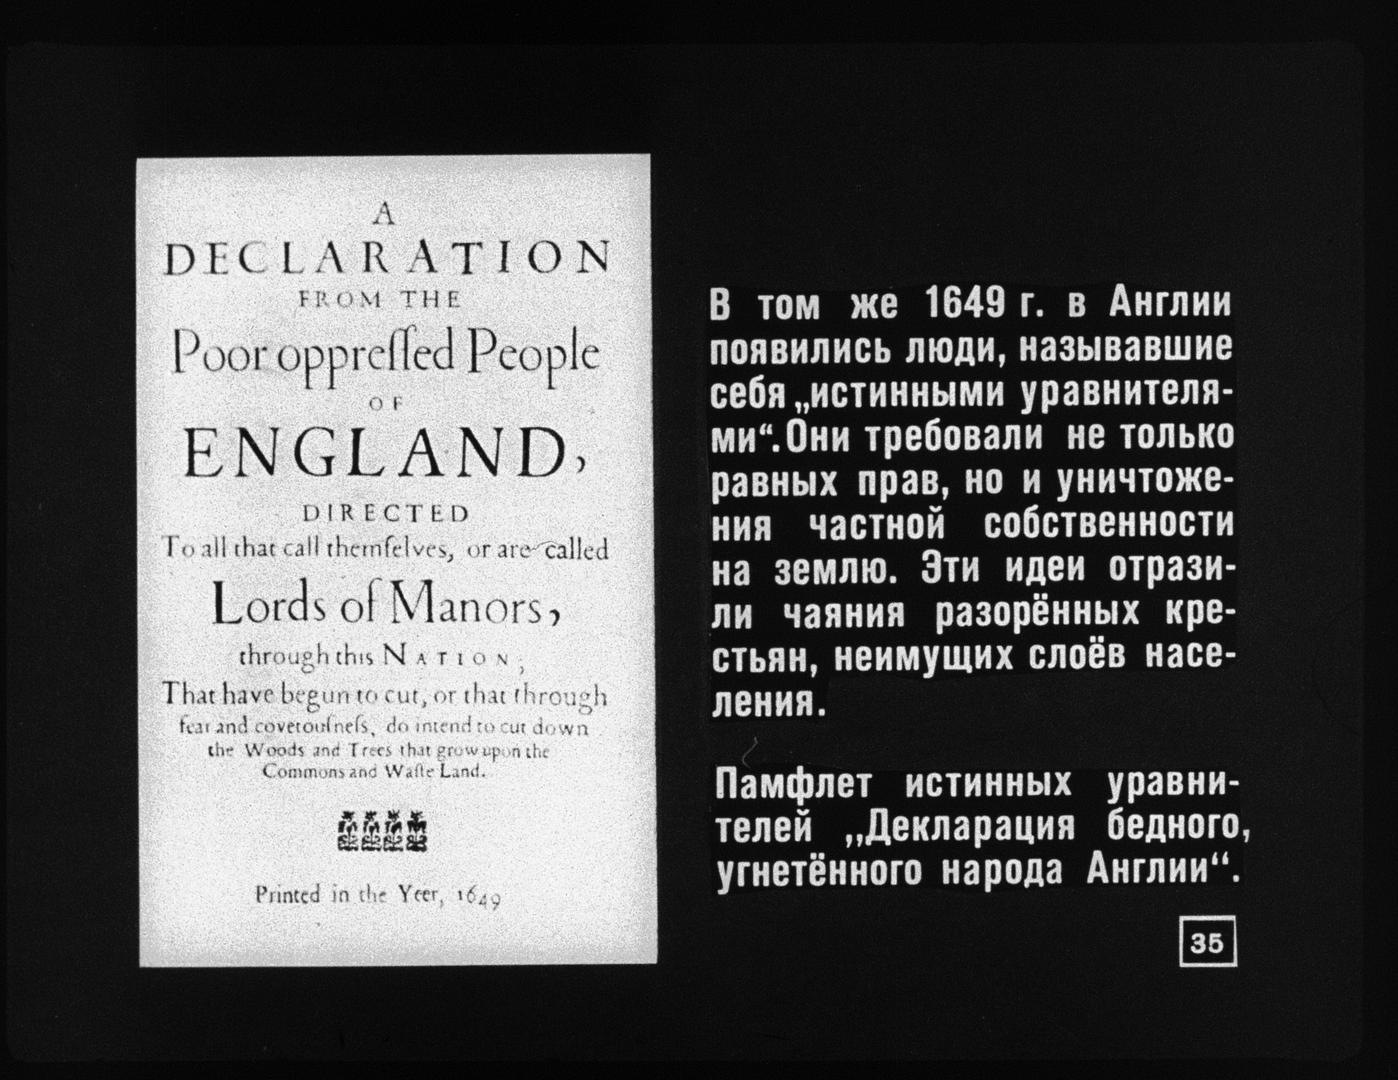 A
DECLARATION
FROM THE
Poor oppreſſed People
OF
ENGLAND,
DIRECTED
To all that call themſelves, or are called
Lords of Manors,
through this NATION;
That have begun to cut, or that through
fear and covetouſneſs, do intend to cut down
the Woods and Trees that grow upon the
Commons and Waſte Land.
Printed in the Yeer, 1649
В том же 1649 г. в Англии
появились люди, называвшие
себя „истинными уравнителя-
ми“. Они требовали не только
равных прав, но и уничтоже-
ния частной собственности
на землю. Эти идеи отрази-
ли чаяния разорённых кре-
стьян, неимущих слоёв насе-
ления.
Памфлет истинных уравни-
телей „Декларация бедного,
угнетённого народа Англии“.
35